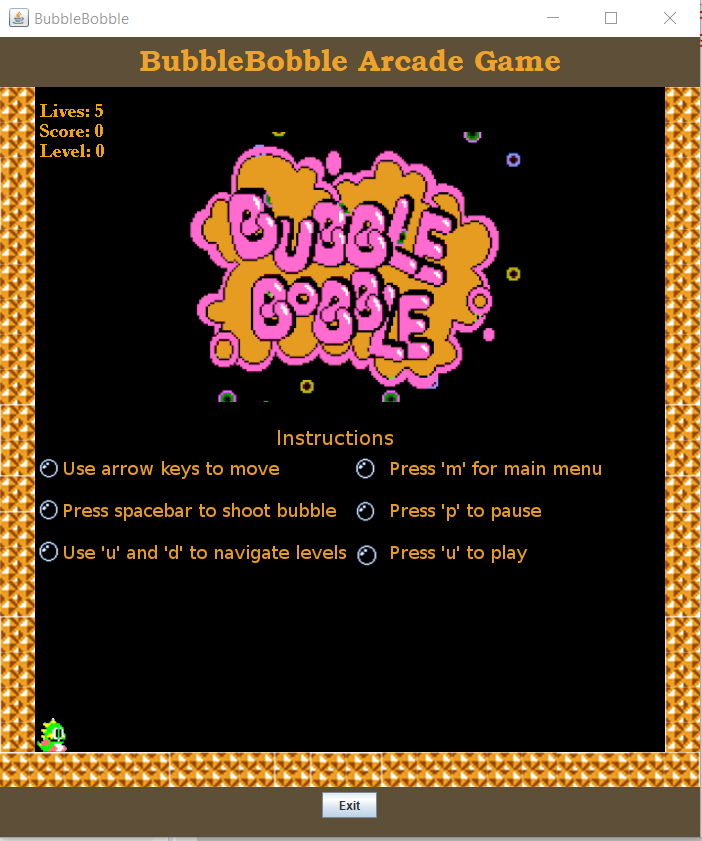 BubbleBobble
BubbleBobble Arcade Game
Lives: 5
Score: 0
Level: 0
BUBBLE
BOBBLE
Instructions
Use arrow keys to move
Press 'm' for main menu
Press spacebar to shoot bubble
Press 'p' to pause
Use 'u' and 'd' to navigate levels
Press 'u' to play
Exit